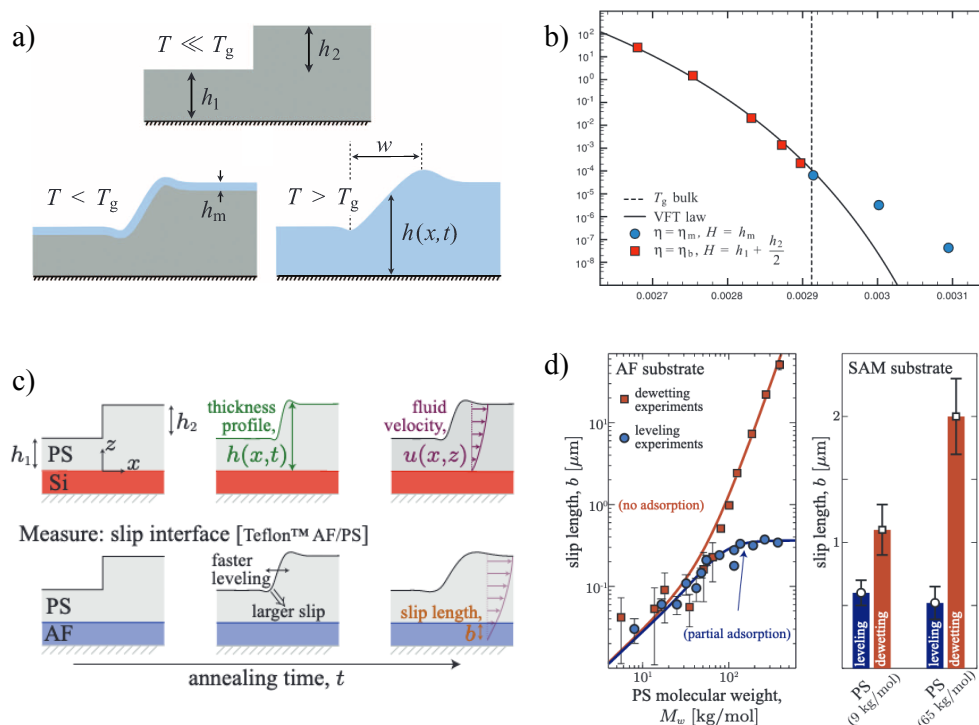 a)
T ≪ Tg
h2
h1
w
T < Tg
hm
T > Tg
h(x,t)
b)
10^2
10^1
10^0
10^-1
10^-2
10^-3
10^-4
10^-5
10^-6
10^-7
10^-8
Tg bulk
VFT law
η = ηm, H = hm
η = ηb, H = h1 + h2/2
0.0027
0.0028
0.0029
0.003
0.0031
c)
h1
h2
PS
z
x
Si
thickness
profile,
h(x,t)
fluid
velocity,
u(x,z)
Measure: slip interface [Teflon™ AF/PS]
PS
AF
faster
leveling
larger slip
slip length,
b
annealing time, t
d)
AF substrate
dewetting
experiments
leveling
experiments
(no adsorption)
(partial adsorption)
slip length, b [μm]
10^1
10^0
10^-1
10^1
10^2
PS molecular weight,
Mw [kg/mol]
SAM substrate
slip length, b [μm]
2
1
leveling
dewetting
leveling
dewetting
PS
(9 kg/mol)
PS
(65 kg/mol)